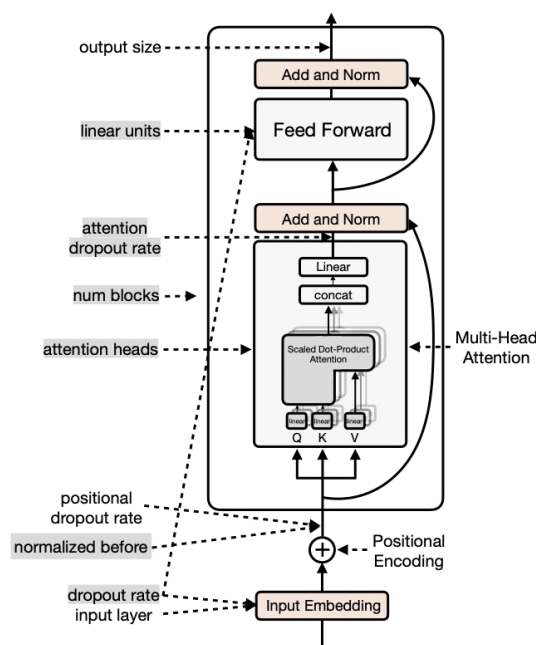 output size
Add and Norm
linear units
Feed Forward
Add and Norm
attention
dropout rate
Linear
num blocks
concat
attention heads
Scaled Dot-Product
Attention
Multi-Head
Attention
linear
linear
linear
Q
K
V
positional
dropout rate
normalized before
Positional
Encoding
dropout rate
input layer
Input Embedding